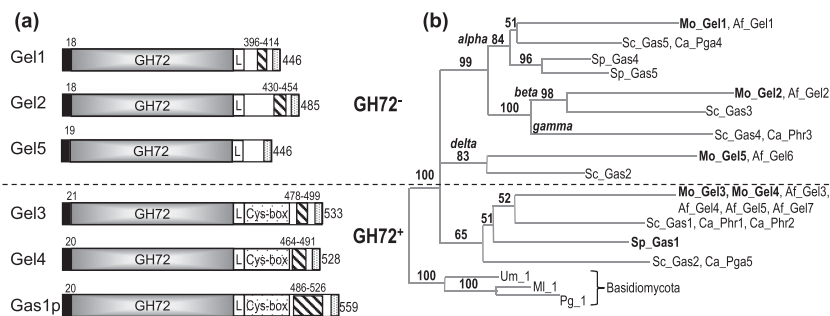 (a)
18
396-414
Gel1
GH72
L
446
18
430-454
Gel2
GH72
L
485
GH72-
19
Gel5
GH72
L
446
21
478-499
Gel3
GH72
L
Cys-box
533
GH72+
20
464-491
Gel4
GH72
L
Cys-box
528
20
486-526
Gas1p
GH72
L
Cys-box
559
(b)
51
Mo_Gel1, Af_Gel1
alpha 84
Sc_Gas5, Ca_Pga4
99
96
Sp_Gas4
Sp_Gas5
beta 98
Mo_Gel2, Af_Gel2
100
Sc_Gas3
gamma
Sc_Gas4, Ca_Phr3
delta
83
Mo_Gel5, Af_Gel6
100
Sc_Gas2
52
Mo_Gel3, Mo_Gel4, Af_Gel3,
Af_Gel4, Af_Gel5, Af_Gel7
51
Sc_Gas1, Ca_Phr1, Ca_Phr2
65
Sp_Gas1
Sc_Gas2, Ca_Pga5
100
Um_1
100
Ml_1
Pg_1
Basidiomycota